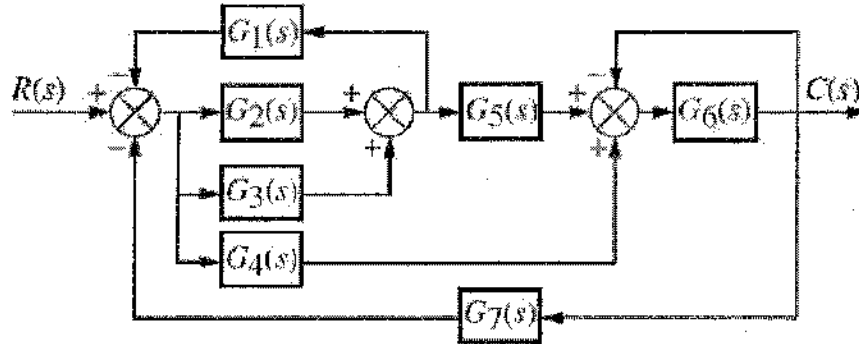 G1(s)
R(s) + − G2(s) + G5(s) + − G6(s) C(s)
− + +
G3(s)
G4(s)
G7(s)